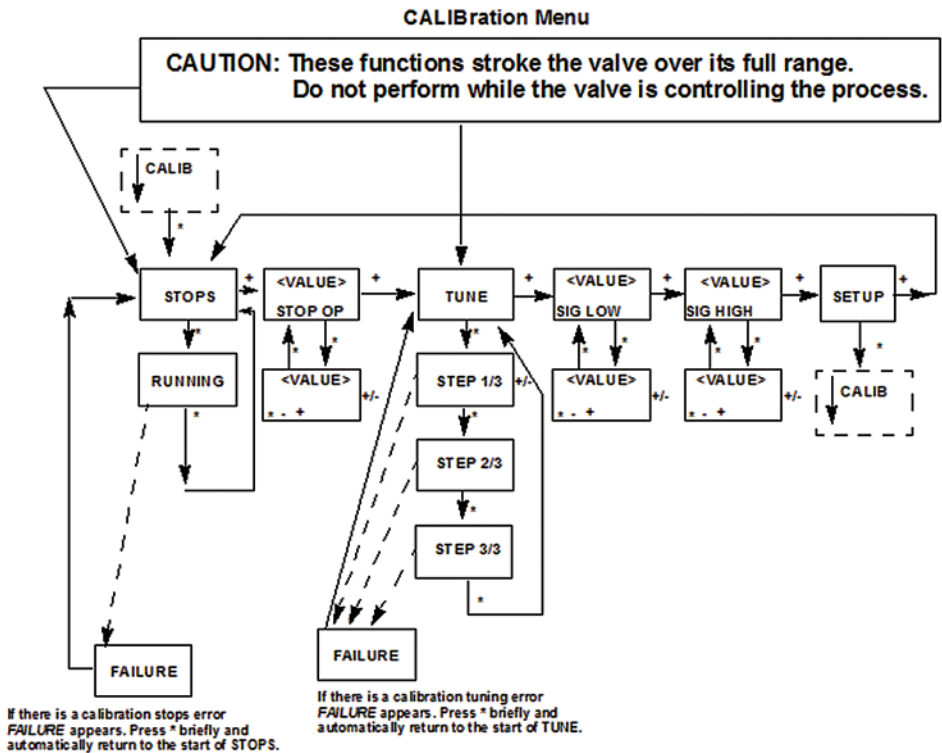 CALIBration Menu
CAUTION: These functions stroke the valve over its full range.
Do not perform while the valve is controlling the process.
CALIB
*
+ + + + + +
STOPS
<VALUE>
STOP OP
TUNE
<VALUE>
SIG LOW
<VALUE>
SIG HIGH
SETUP
* * * * * * * * *
RUNNING
<VALUE>
* - +
+/-
STEP 1/3
+/-
<VALUE>
* - +
+/-
<VALUE>
* - +
+/-
CALIB
*
*
STEP 2/3
*
STEP 3/3
*
FAILURE
If there is a calibration stops error
FAILURE appears. Press * briefly and
automatically return to the start of STOPS.
FAILURE
If there is a calibration tuning error
FAILURE appears. Press * briefly and
automatically return to the start of TUNE.